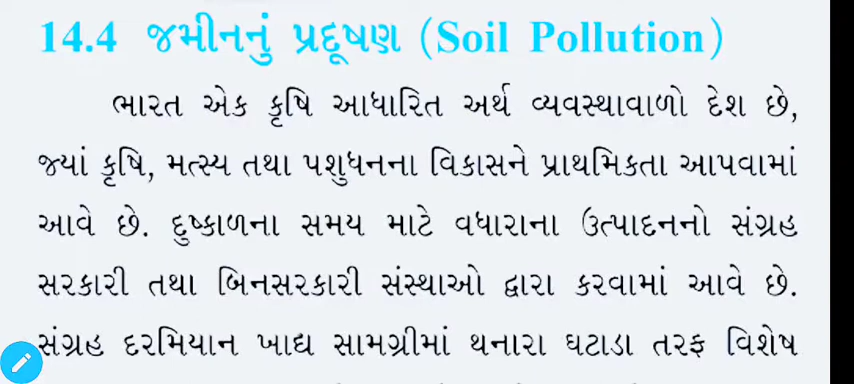 14.4 જમીનનું પ્રદૂષણ (Soil Pollution)
ભારત એક કૃષિ આધારિત અર્થ વ્યવસ્થાવાળો દેશ છે,
જ્યાં કૃષિ, મત્સ્ય તથા પશુધનના વિકાસને પ્રાથમિકતા આપવામાં
આવે છે. દુષ્કાળના સમય માટે વધારાના ઉત્પાદનનો સંગ્રહ
સરકારી તથા બિનસરકારી સંસ્થાઓ દ્વારા કરવામાં આવે છે.
સંગ્રહ દરમિયાન ખાદ્ય સામગ્રીમાં થનારા ઘટાડા તરફ વિશેષ